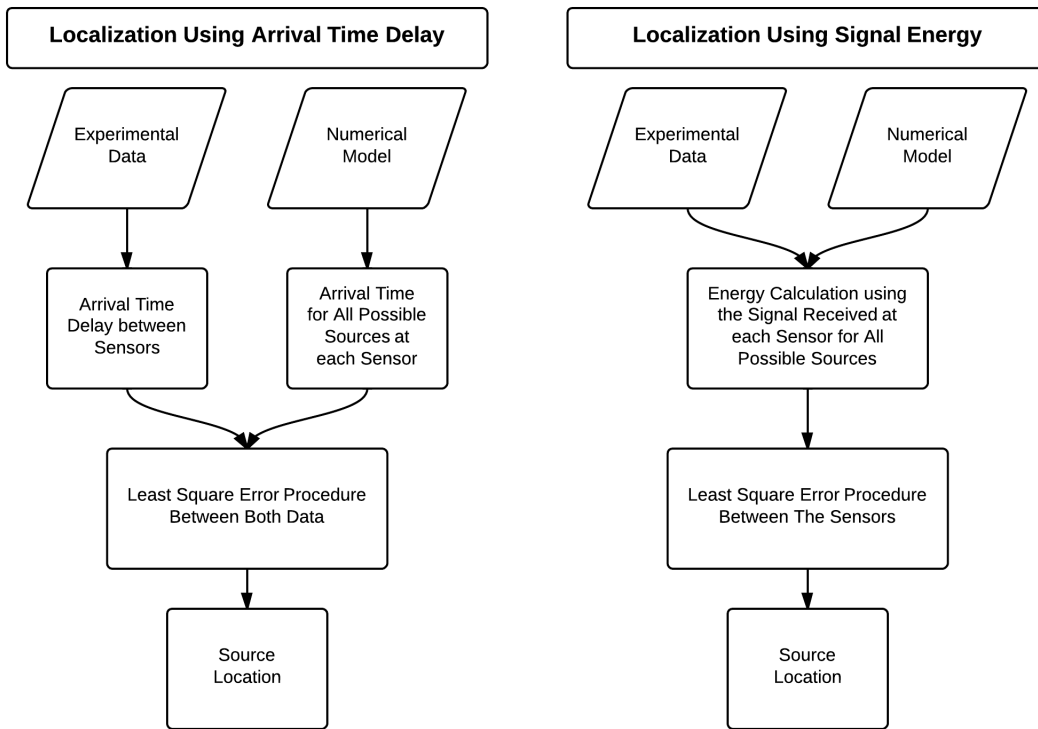 Localization Using Arrival Time Delay
Experimental
Data
Numerical
Model
Arrival Time
Delay between
Sensors
Arrival Time
for All Possible
Sources at
each Sensor
Least Square Error Procedure
Between Both Data
Source
Location
Localization Using Signal Energy
Experimental
Data
Numerical
Model
Energy Calculation using
the Signal Received at
each Sensor for All
Possible Sources
Least Square Error Procedure
Between The Sensors
Source
Location